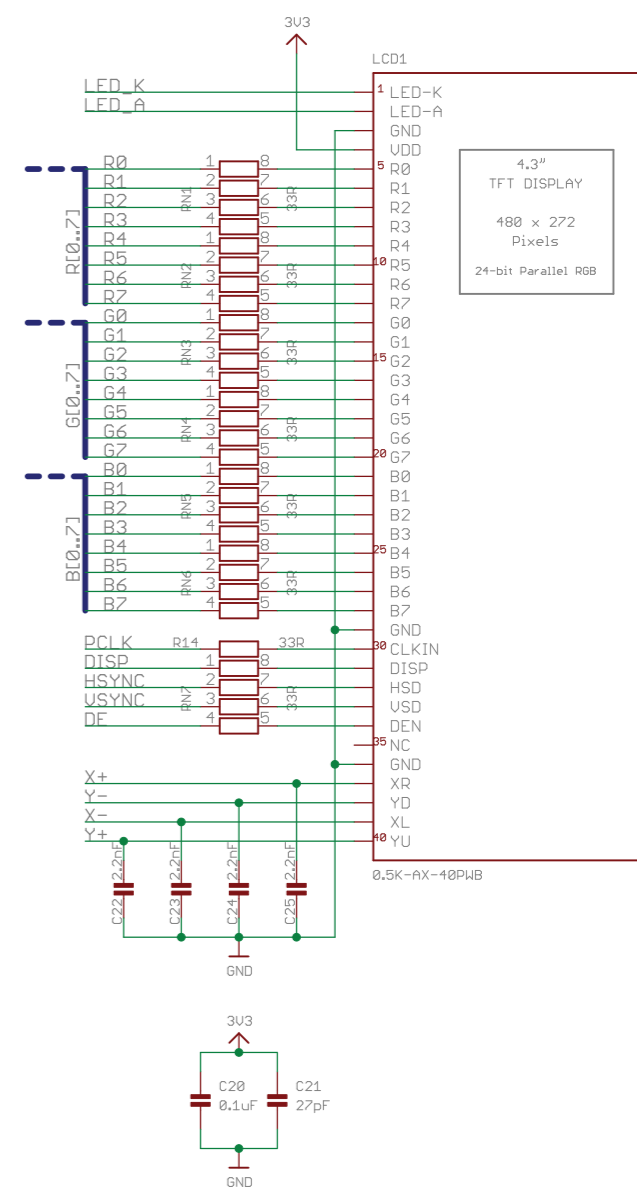 3V3
LCD1
LED_K 1 LED-K
LED_A LED-A
GND
VDD
R0 1 8 5 R0
R1 2 7 R1
R2 RN1 3 6 33R R2
R3 4 5 R3
R4 1 8 R4
R5 2 7 10 R5
R6 RN2 3 6 33R R6
R7 4 5 R7
R[0..7]
4.3"
TFT DISPLAY
480 x 272
Pixels
24-bit Parallel RGB
G0 1 8 G0
G1 2 7 G1
G2 RN3 3 6 33R 15 G2
G3 4 5 G3
G4 1 8 G4
G5 2 7 G5
G6 RN4 3 6 33R G6
G7 4 5 20 G7
G[0..7]
B0 1 8 B0
B1 2 7 B1
B2 RN5 3 6 33R B2
B3 4 5 B3
B4 1 8 25 B4
B5 2 7 B5
B6 RN6 3 6 33R B6
B7 4 5 B7
B[0..7]
GND
PCLK R14 33R 30 CLKIN
DISP 1 8 DISP
HSYNC 2 7 HSD
VSYNC RN7 3 6 33R VSD
DE 4 5 DEN
35 NC
GND
X+ XR
Y- YD
X- XL
Y+ 40 YU
0.5K-AX-40PWB
C22 2.2nF
C23 2.2nF
C24 2.2nF
C25 2.2nF
GND
3V3
C20 C21
0.1uF 27pF
GND